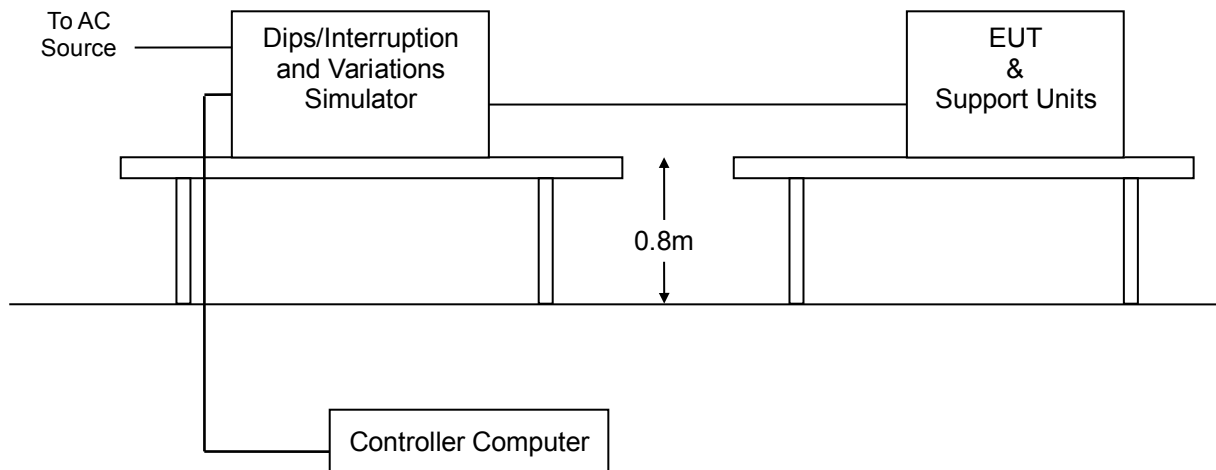 To AC
Source
Dips/Interruption
and Variations
Simulator
EUT
&
Support Units
0.8m
Controller Computer